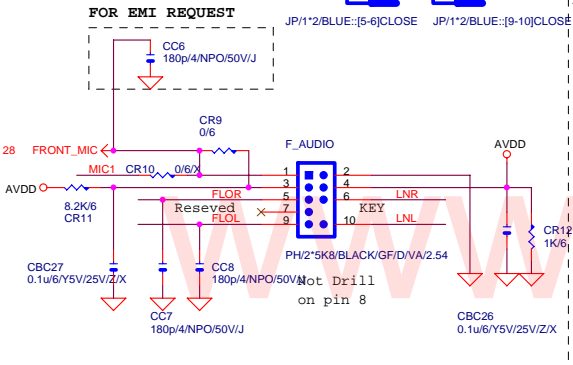 FOR EMI REQUEST
JP/1*2/BLUE::[5-6]CLOSE
JP/1*2/BLUE::[9-10]CLOSE
CC6
180p/4/NPO/50V/J
CR9
0/6
28 FRONT_MIC
F_AUDIO
AVDD
MIC1 CR10 0/6/X
1 2
AVDD
3 4
8.2K/6
CR11
FLOR
5 6
LNR
Reseved
7
KEY
FLOL
9 10
LNL
CR12
1K/6
PH/2*5K8/BLACK/GF/D/VA/2.54
CBC27
0.1u/6/Y5V/25V/Z/X
CC8
180p/4/NPO/50V/J
Not Drill
on pin 8
CC7
180p/4/NPO/50V/J
CBC26
0.1u/6/Y5V/25V/Z/X
WWW